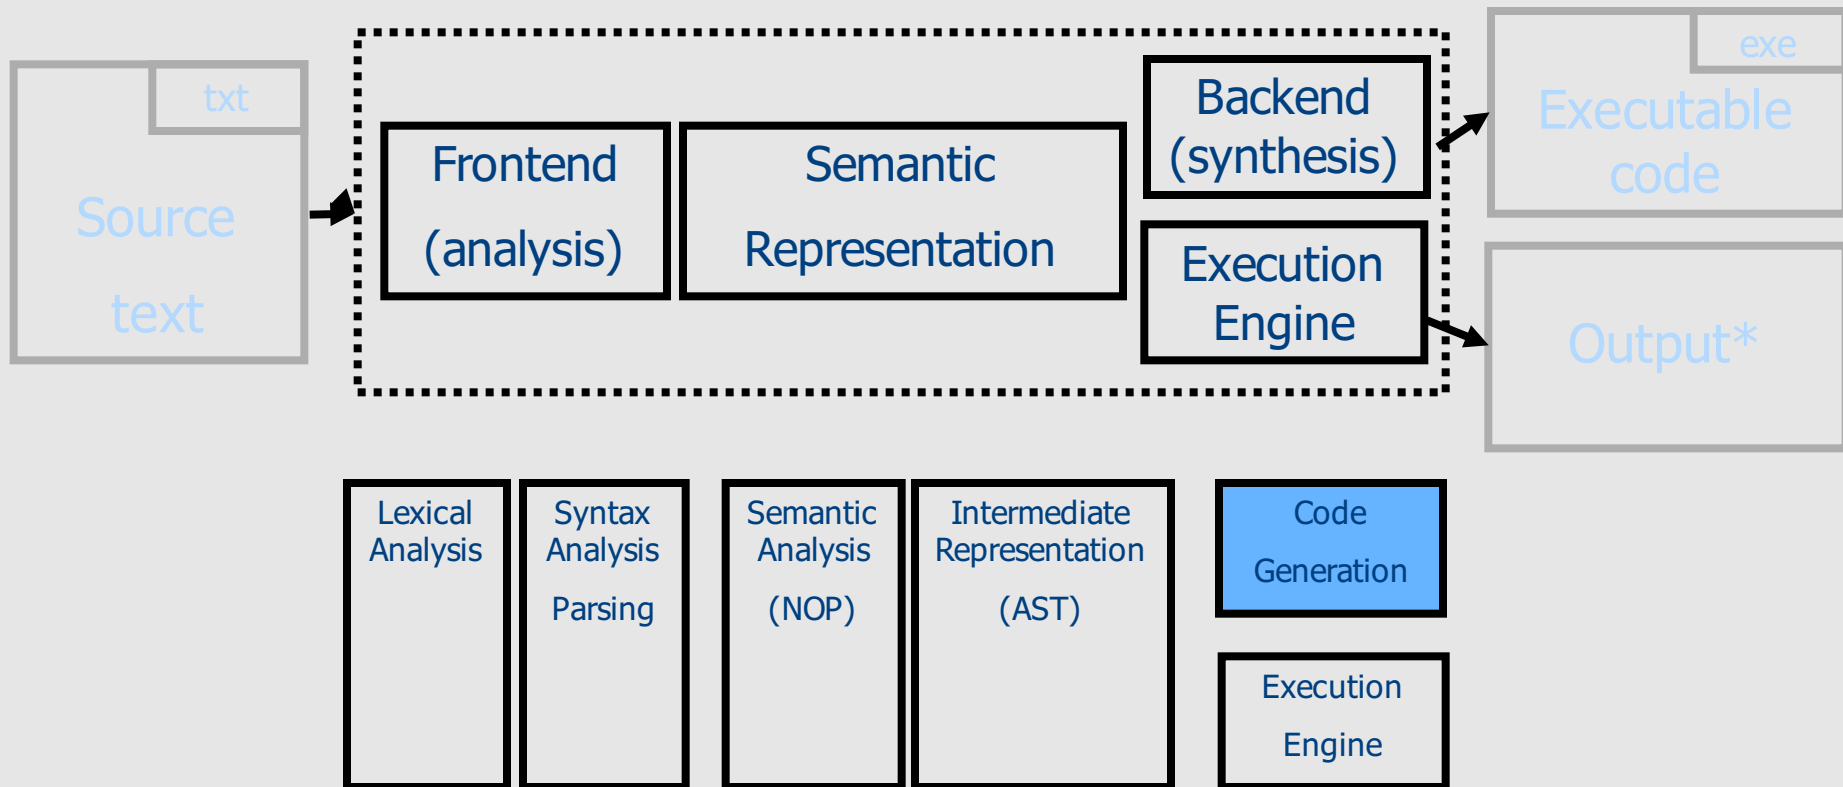 txt
Source
text
Frontend
(analysis)
Semantic
Representation
Backend
(synthesis)
Execution
Engine
exe
Executable
code
Output*
Lexical
Analysis
Syntax
Analysis
Parsing
Semantic
Analysis
(NOP)
Intermediate
Representation
(AST)
Code
Generation
Execution
Engine